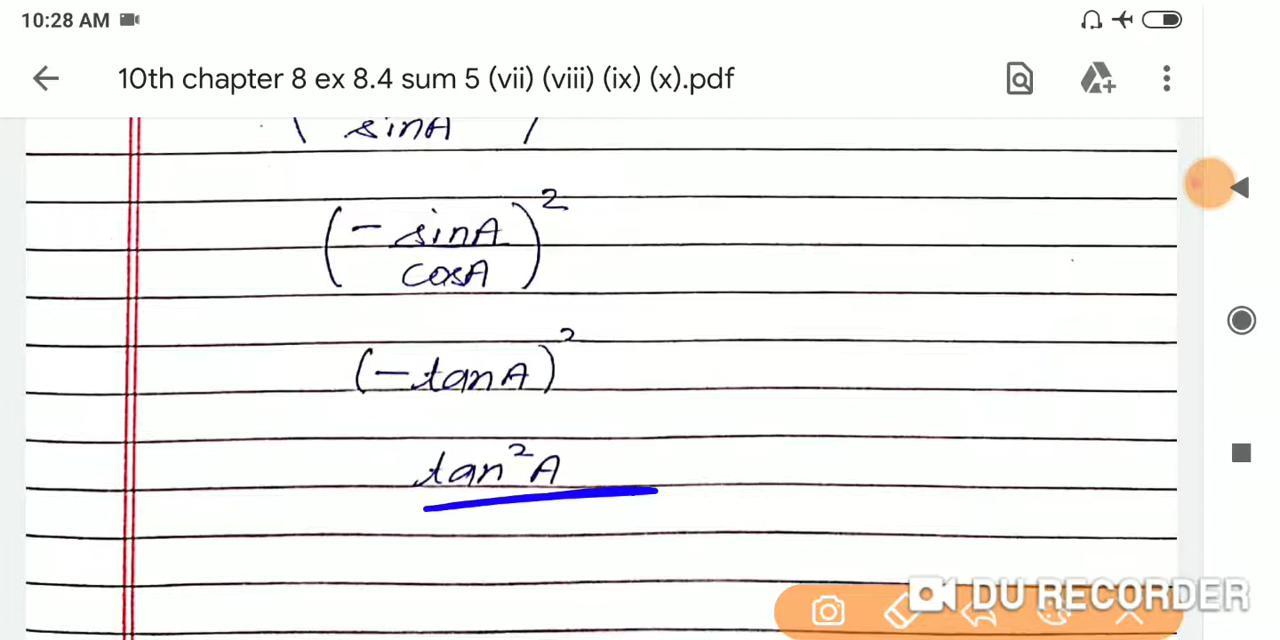 10:28 AM
10th chapter 8 ex 8.4 sum 5 (vii) (viii) (ix) (x).pdf
( sinA )
(-sinA/cosA)²
(-tanA)²
tan²A
DU RECORDER